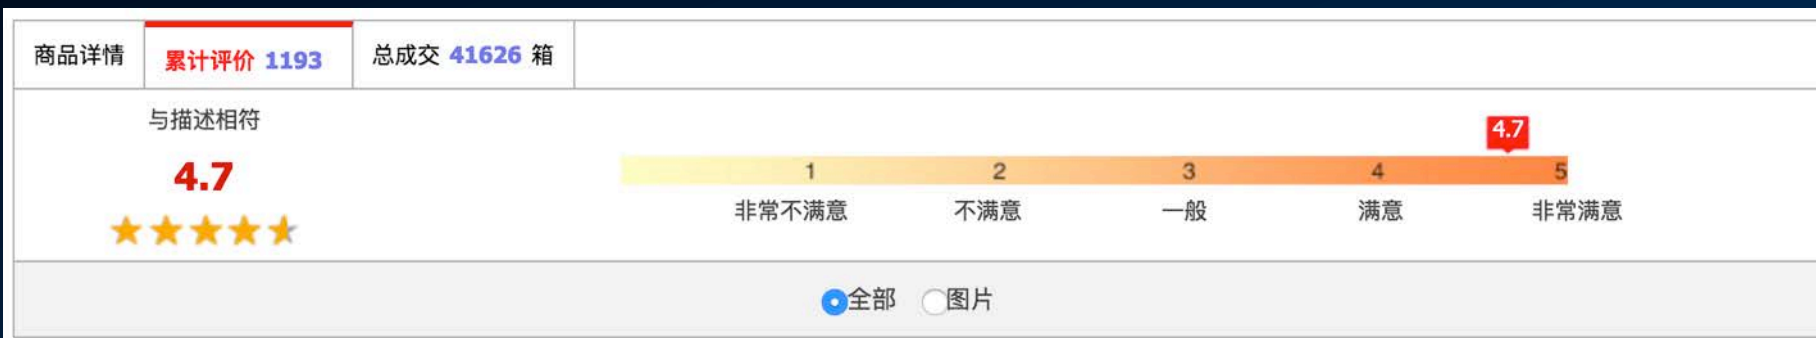 商品详情 累计评价 1193 总成交 41626 箱
与描述相符
4.7
4.7
1 2 3 4 5
非常不满意 不满意 一般 满意 非常满意
全部 图片